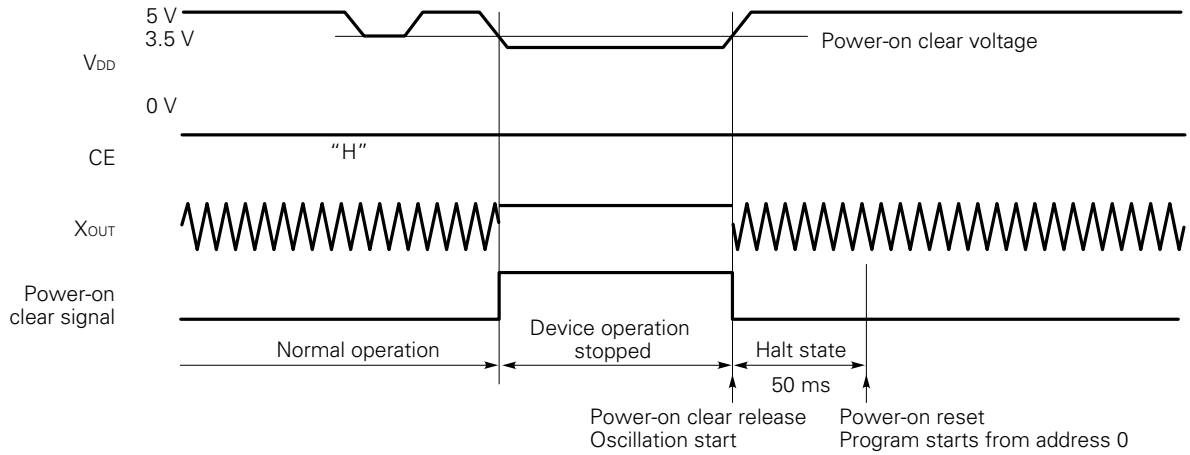 5 V
3.5 V
Power-on clear voltage
VDD
0 V
CE
“H”
XOUT
Power-on
clear signal
Normal operation
Device operation
stopped
Halt state
50 ms
Power-on clear release
Oscillation start
Power-on reset
Program starts from address 0